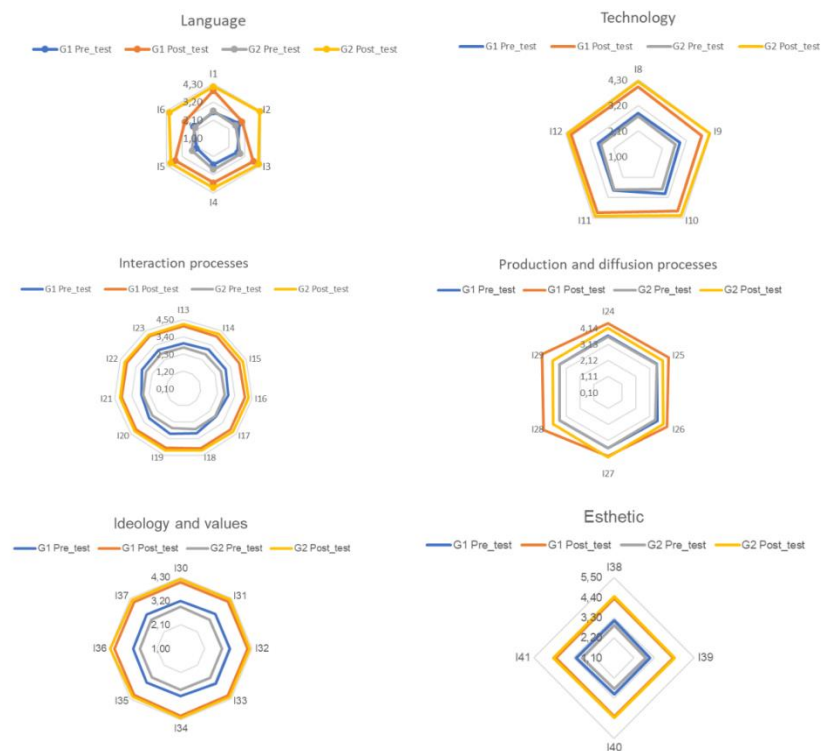 Language
G1 Pre_test G1 Post_test G2 Pre_test G2 Post_test
I1
4,30
3,20
2,10
1,00
I2
I3
I4
I5
I6
Technology
G1 Pre_test G1 Post_test G2 Pre_test G2 Post_test
I8
4,30
3,20
2,10
1,00
I9
I10
I11
I12
Interaction processes
G1 Pre_test G1 Post_test G2 Pre_test G2 Post_test
I13
4,50
3,40
2,30
1,20
0,10
I14
I15
I16
I17
I18
I19
I20
I21
I22
I23
Production and diffusion processes
G1 Pre_test G1 Post_test G2 Pre_test G2 Post_test
I24
4,14
3,13
2,12
1,11
0,10
I25
I26
I27
I28
I29
Ideology and values
G1 Pre_test G1 Post_test G2 Pre_test G2 Post_test
I30
4,30
3,20
2,10
1,00
I31
I32
I33
I34
I35
I36
I37
Esthetic
G1 Pre_test G1 Post_test G2 Pre_test G2 Post_test
I38
5,50
4,40
3,30
2,20
1,10
I39
I40
I41